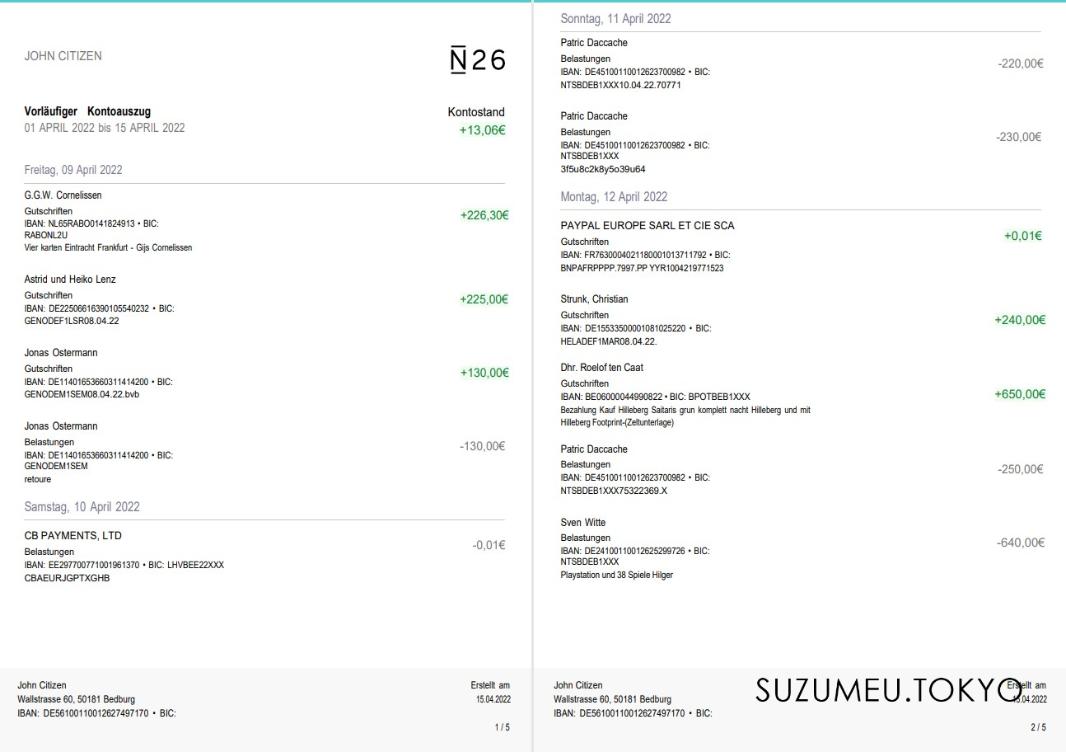 JOHN CITIZEN
N26
Vorläufiger Kontoauszug
Kontostand
01 APRIL 2022 bis 15 APRIL 2022
+13,06€
Freitag, 09 April 2022
G.G.W. Cornelissen
Gutschriften
+226,30€
IBAN: NL65RABO0141824913 • BIC:
RABONL2U
Vier karten Eintracht Frankfurt - Gijs Cornelissen
Astrid und Heiko Lenz
Gutschriften
+225,00€
IBAN: DE22506616390105540232 • BIC:
GENODEF1LSR08.04.22
Jonas Ostermann
Gutschriften
+130,00€
IBAN: DE11401653660311414200 • BIC:
GENODEM1SEM08.04.22.bvb
Jonas Ostermann
Belastungen
-130,00€
IBAN: DE11401653660311414200 • BIC:
GENODEM1SEM
retoure
Samstag, 10 April 2022
CB PAYMENTS, LTD
-0,01€
Belastungen
IBAN: EE297700771001961370 • BIC: LHVBEE22XXX
CBAEURJGPTXGHB
John Citizen
Erstellt am
Wallstrasse 60, 50181 Bedburg
15.04.2022
IBAN: DE56100110012627497170 • BIC:
1 / 5
Sonntag, 11 April 2022
Patric Daccache
Belastungen
-220,00€
IBAN: DE45100110012623700982 • BIC:
NTSBDEB1XXX10.04.22.70771
Patric Daccache
Belastungen
-230,00€
IBAN: DE45100110012623700982 • BIC:
NTSBDEB1XXX
3f5u8c2k8y5o39u64
Montag, 12 April 2022
PAYPAL EUROPE SARL ET CIE SCA
+0,01€
Gutschriften
IBAN: FR7630004021180001013711792 • BIC:
BNPAFRPPPP.7997.PP YYR1004219771523
Strunk, Christian
Gutschriften
+240,00€
IBAN: DE15533500001081025220 • BIC:
HELADEF1MAR08.04.22.
Dhr. Roelof ten Caat
Gutschriften
+650,00€
IBAN: BE06000044990822 • BIC: BPOTBEB1XXX
Bezahlung Kauf Hilleberg Saitaris grun komplett nacht Hilleberg und mit
Hilleberg Footprint-(Zeltunterlage)
Patric Daccache
Belastungen
-250,00€
IBAN: DE45100110012623700982 • BIC:
NTSBDEB1XXX75322369.X
Sven Witte
Belastungen
-640,00€
IBAN: DE24100110012625299726 • BIC:
NTSBDEB1XXX
Playstation und 38 Spiele Hilger
John Citizen
SUZUMEU.TOKYO
Erstellt am
Wallstrasse 60, 50181 Bedburg
15.04.2022
IBAN: DE56100110012627497170 • BIC:
2 / 5